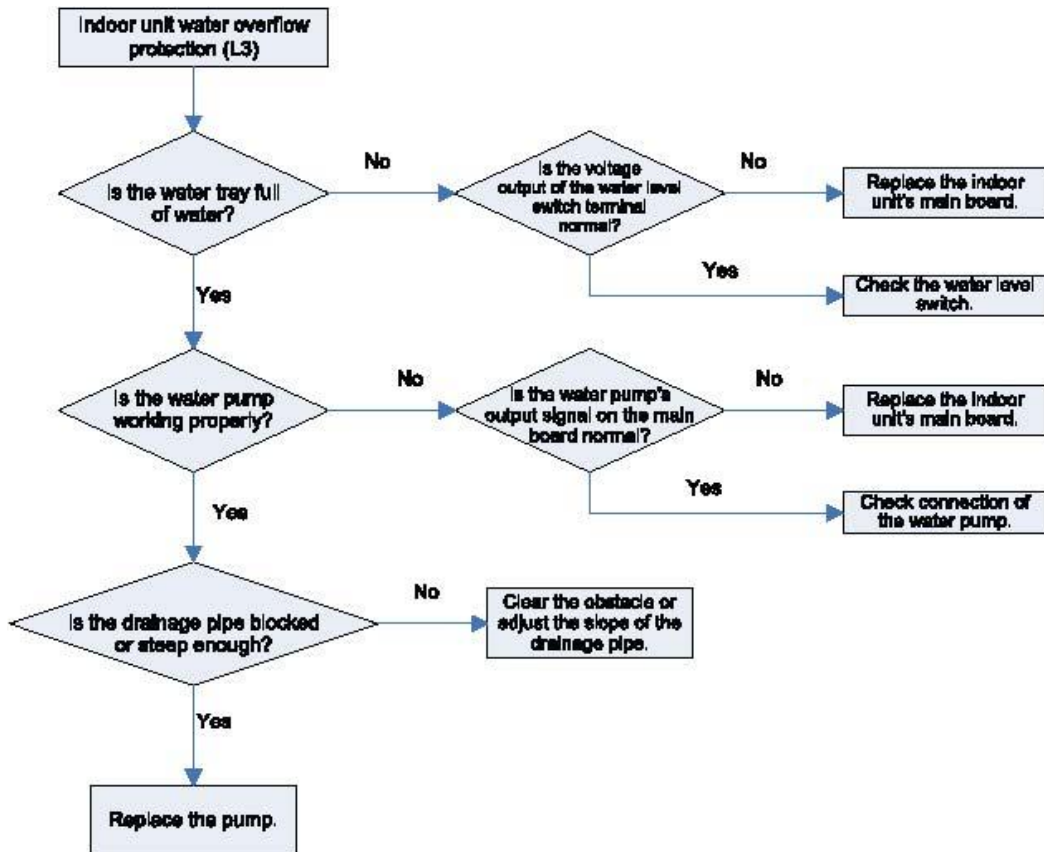 Indoor unit water overflow
protection (L3)
Is the water tray full
of water?
No
Is the voltage
output of the water level
switch terminal
normal?
No
Replace the indoor
unit's main board.
Yes
Check the water level
switch.
Yes
Is the water pump
working properly?
No
Is the water pump's
output signal on the main
board normal?
No
Replace the indoor
unit's main board.
Yes
Check connection of
the water pump.
Yes
Is the drainage pipe blocked
or steep enough?
No
Clear the obstacle or
adjust the slope of the
drainage pipe.
Yes
Replace the pump.